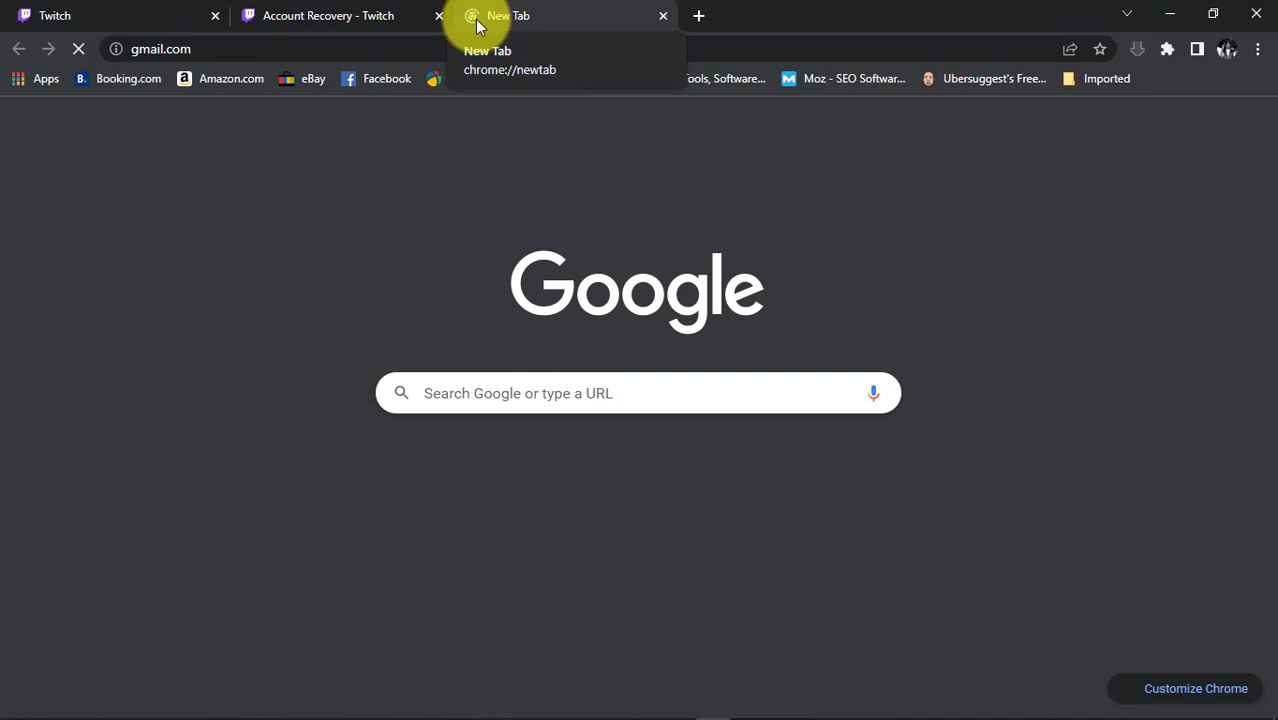 Twitch
Account Recovery - Twitch
New Tab
gmail.com
New Tab
chrome://newtab
Apps
Booking.com
Amazon.com
eBay
Facebook
ools, Software...
Moz - SEO Softwar...
Ubersuggest's Free...
Imported
Google
Search Google or type a URL
Customize Chrome